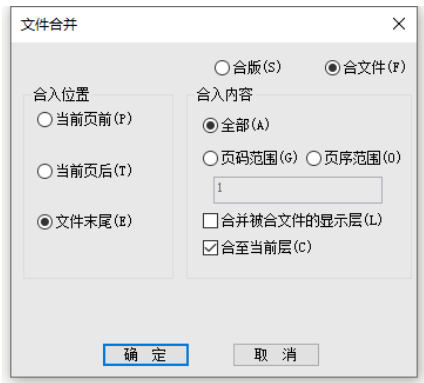 文件合并
合版(S) 合文件(F)
合入位置
当前页前(P)
当前页后(T)
文件末尾(E)
合入内容
全部(A)
页码范围(G) 页序范围(O)
1
合并被合文件的显示层(L)
合至当前层(C)
确 定 取 消